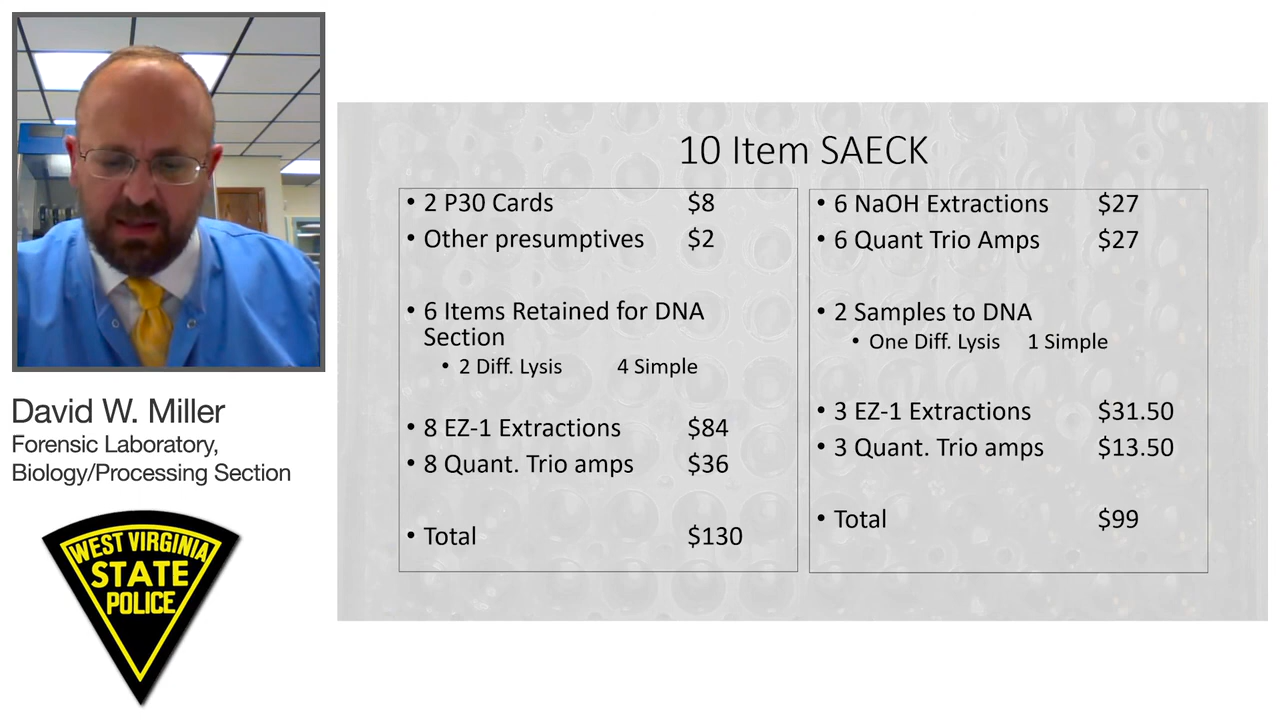 10 Item SAECK
• 2 P30 Cards $8
• Other presumptives $2
• 6 Items Retained for DNA
Section
• 2 Diff. Lysis 4 Simple
• 8 EZ-1 Extractions $84
• 8 Quant. Trio amps $36
• Total $130
• 6 NaOH Extractions $27
• 6 Quant Trio Amps $27
• 2 Samples to DNA
• One Diff. Lysis 1 Simple
• 3 EZ-1 Extractions $31.50
• 3 Quant. Trio amps $13.50
• Total $99
David W. Miller
Forensic Laboratory,
Biology/Processing Section
WEST VIRGINIA
STATE
POLICE